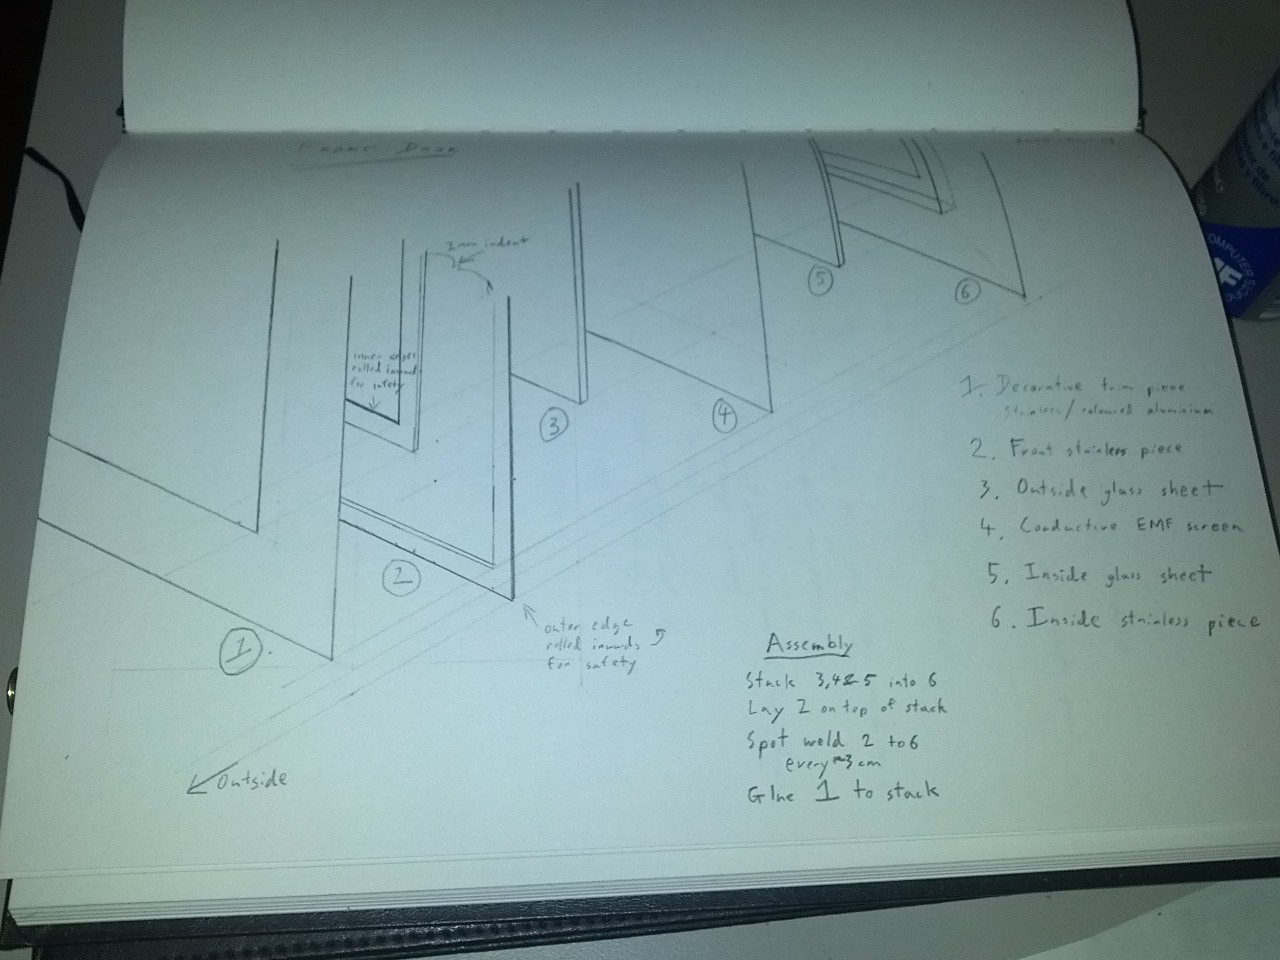 Front Door
2mm indent
inner edges
rolled inwards
for safety
1
2
3
4
5
6
outer edge
rolled inwards
for safety
← Outside
1. Decorative trim piece
stainless/coloured aluminium
2. Front stainless piece
3. Outside glass sheet
4. Conductive EMF screen
5. Inside glass sheet
6. Inside stainless piece
Assembly
Stack 3,4&5 into 6
Lay 2 on top of stack
Spot weld 2 to 6
every ~3 cm
Glue 1 to stack